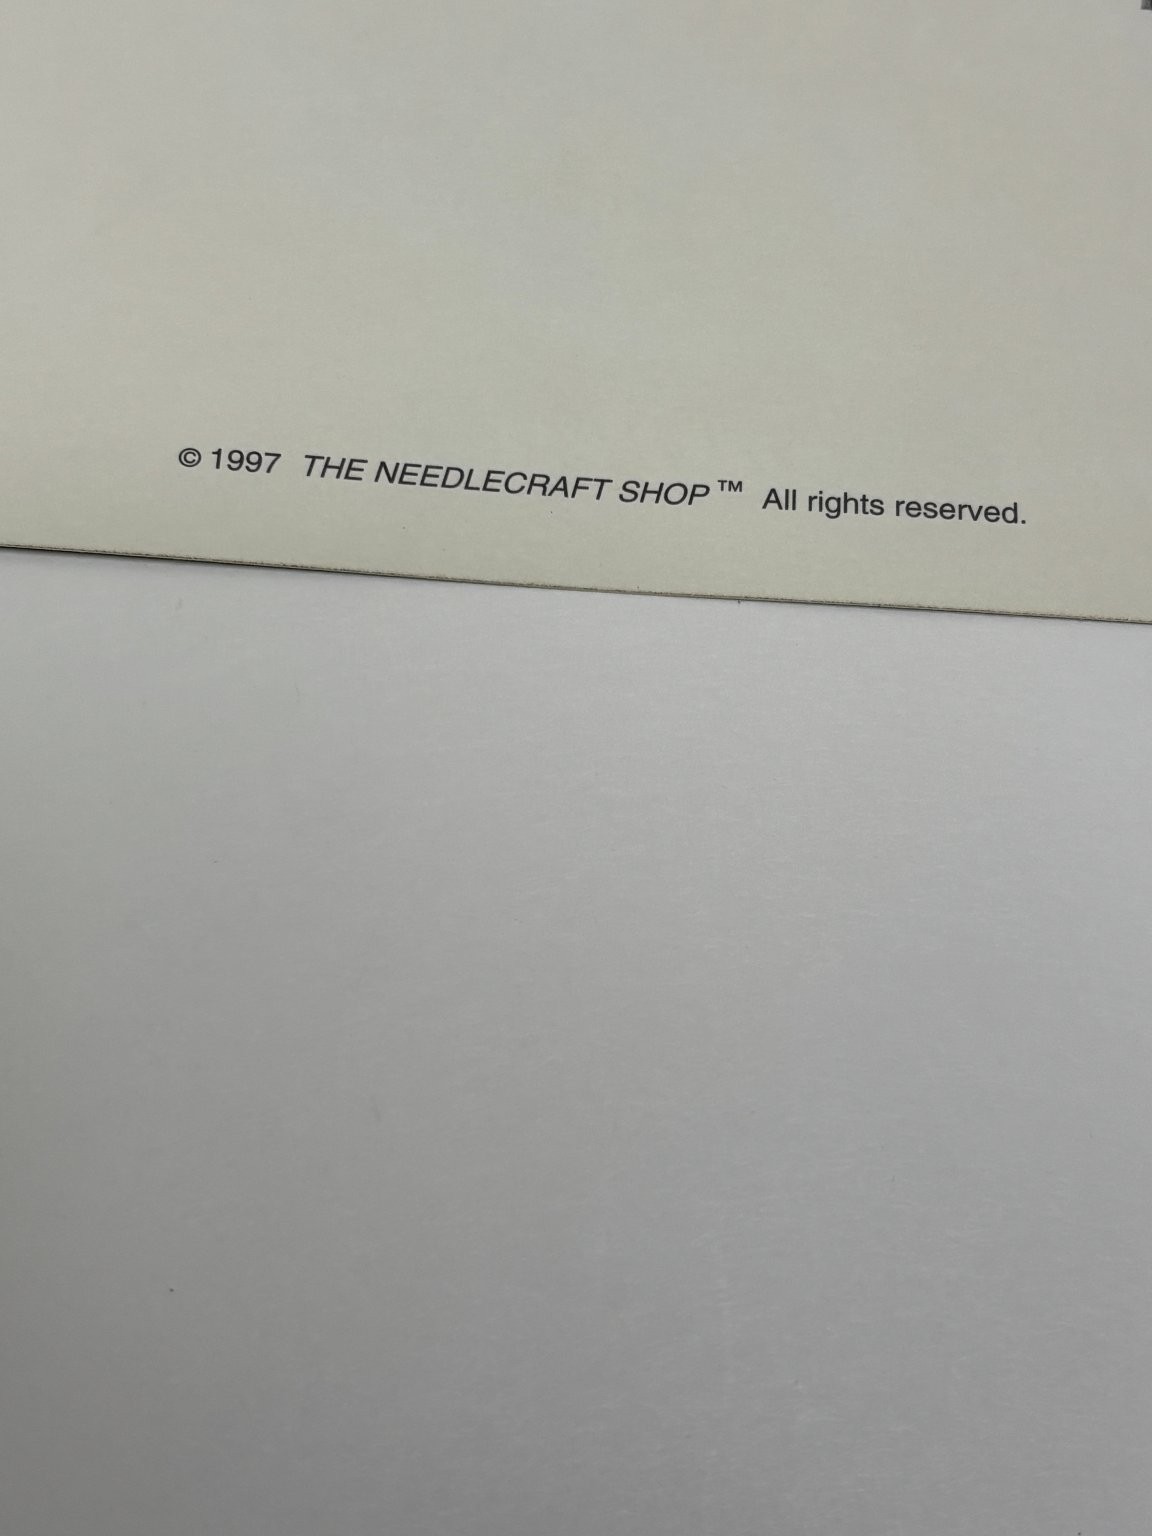 © 1997 THE NEEDLECRAFT SHOP™ All rights reserved.